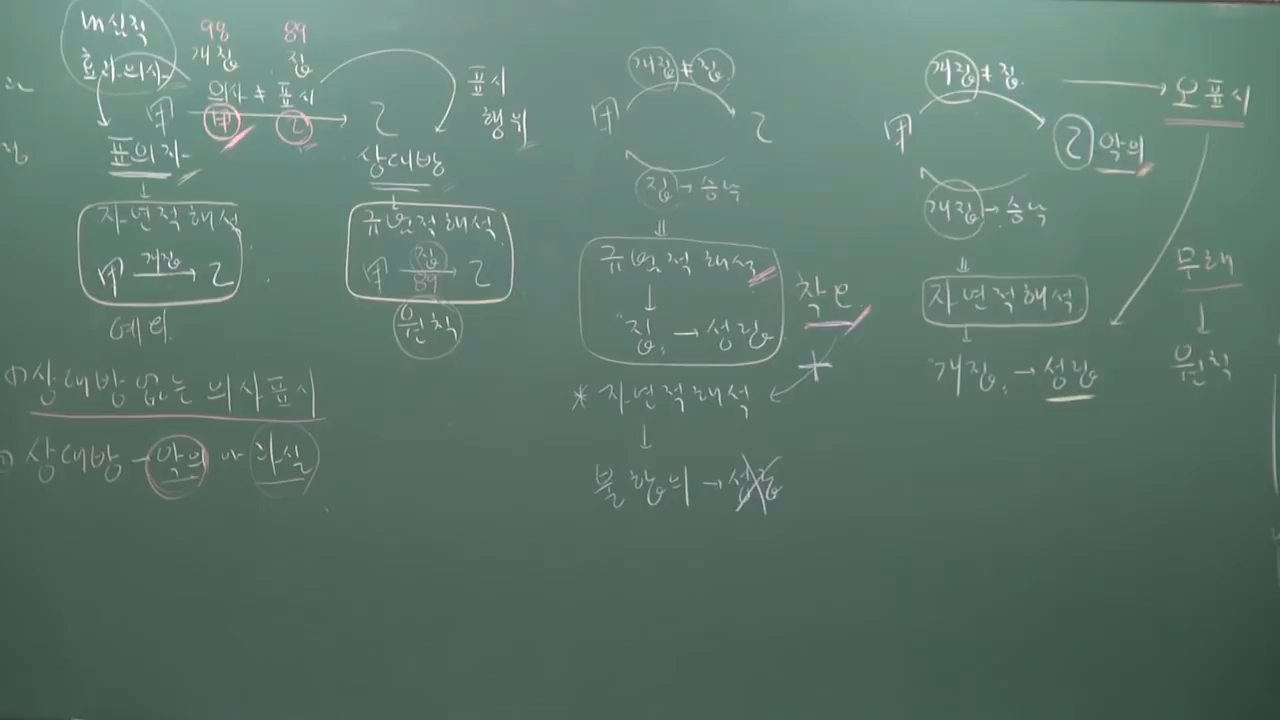 내심적
효과의사
98 89
개집 집
의사 ≠ 표시
甲 → 乙
甲 乙
표시
행위
표의자
상대방
↓
자연적해석
甲 개집 → 乙
예외
규범적해석
집
甲 → 乙
89
원칙
상대방 없는 의사표시
상대방 → 악의 or 과실
개집 ≠ 집
甲 乙
집 → 승낙
⇓
규범적해석
↓
"집" → 성립
착오
* 자연적해석
↓
불합의 → 성립
개집 ≠ 집 → 오표시
甲 乙 악의
개집 → 승낙
⇓
자연적해석
↓
"개집" → 성립
무해
↓
원칙